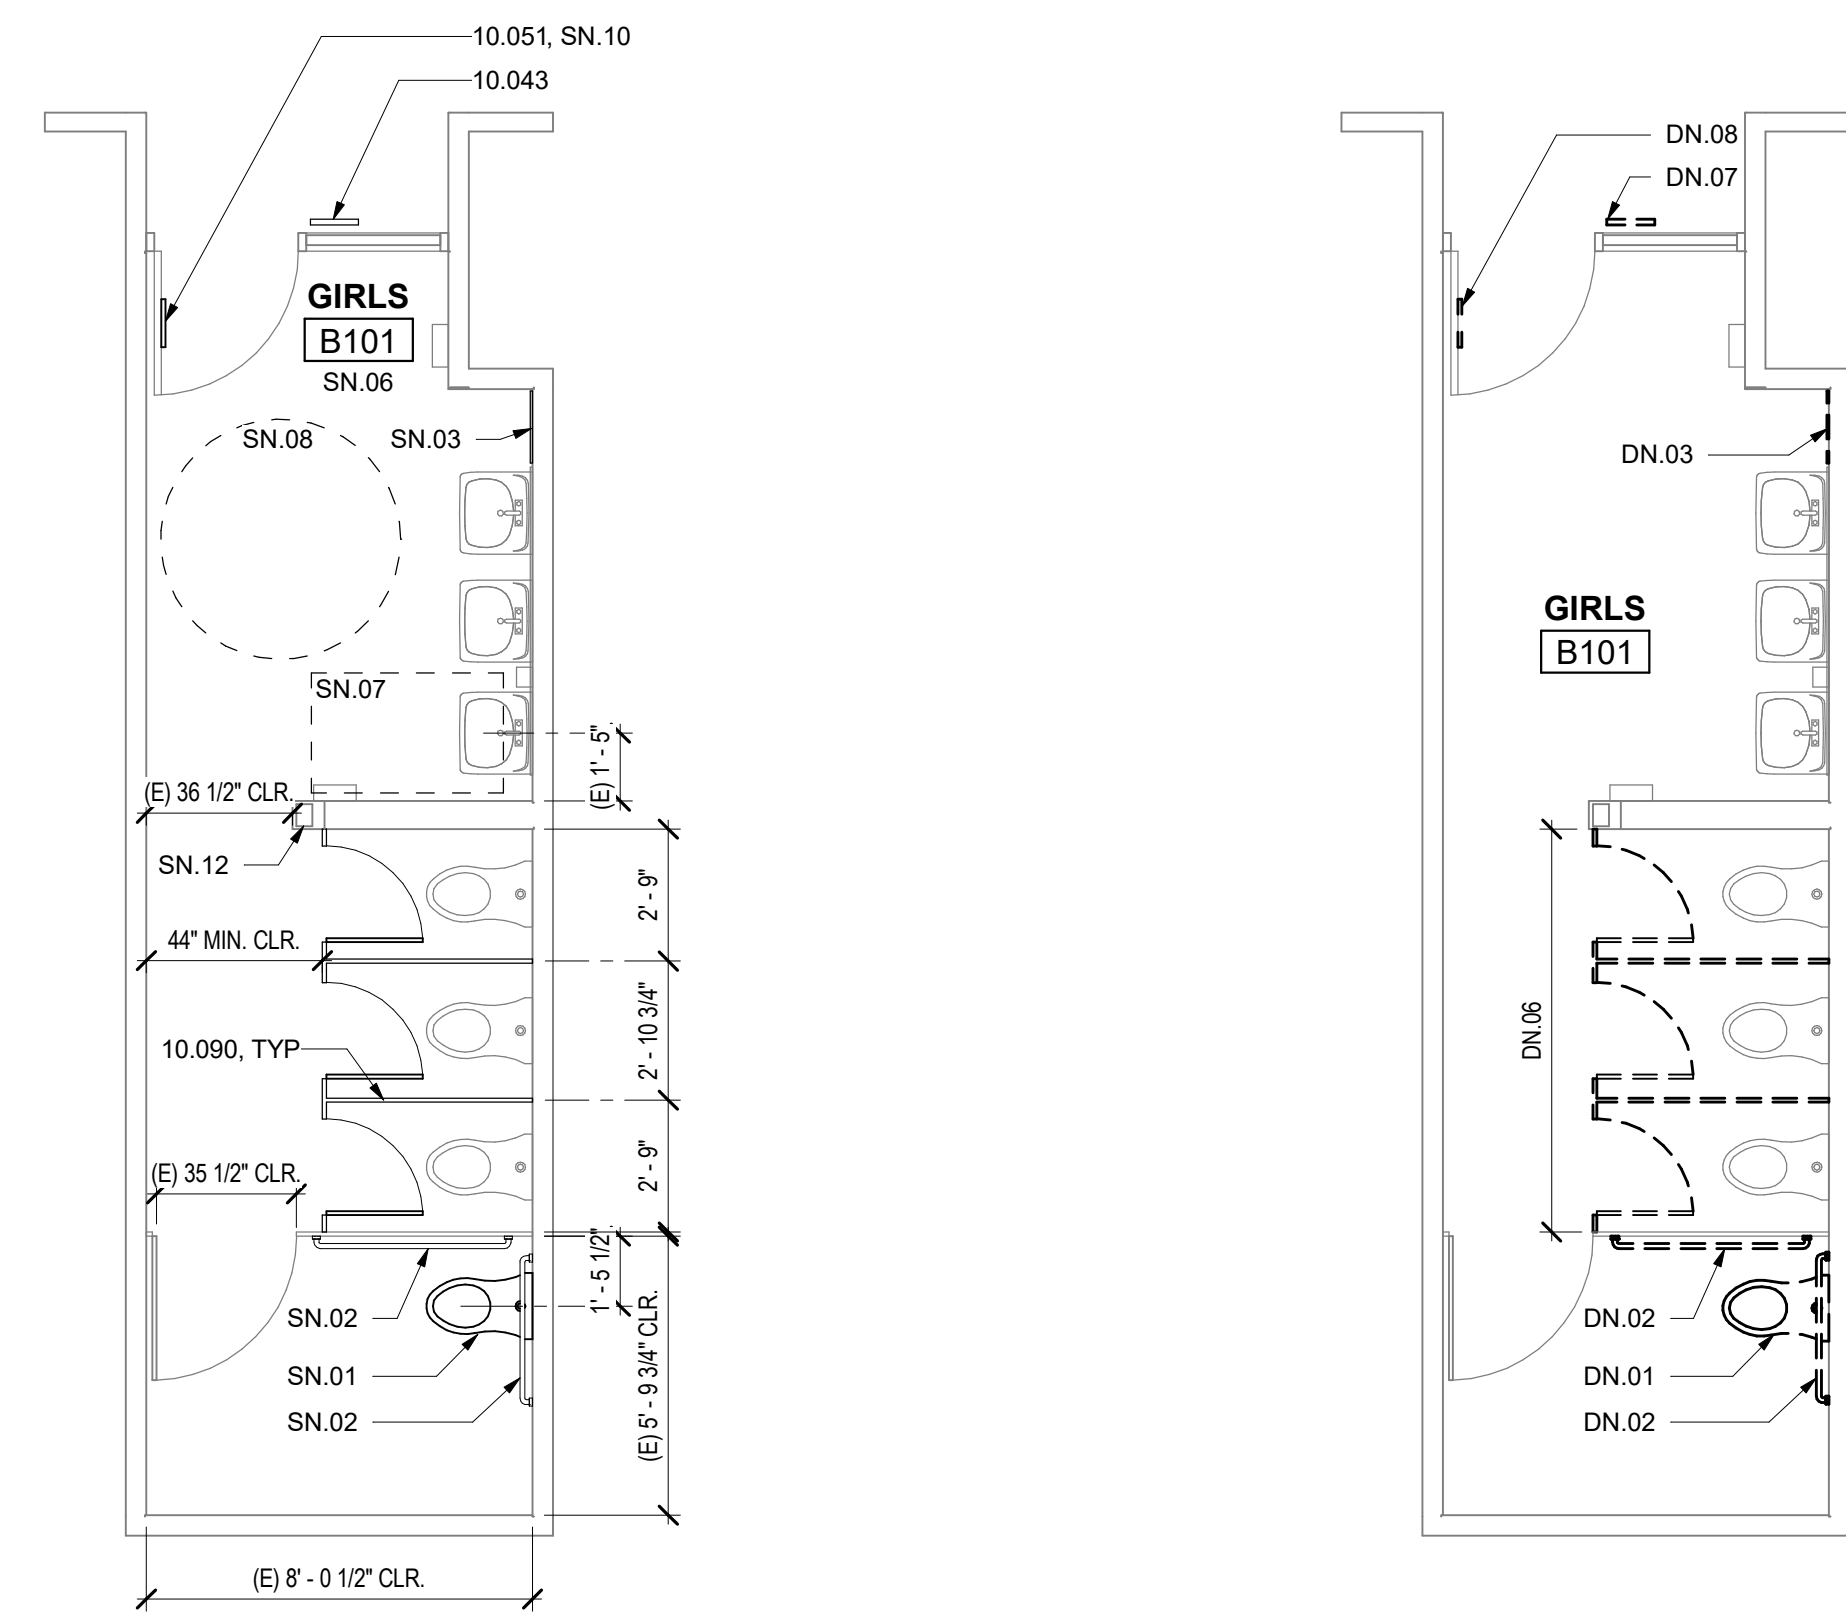 10.051, SN.10
10.043
GIRLS
B101
SN.06
SN.08
SN.03
SN.07
(E) 1' - 5"
(E) 36 1/2" CLR.
SN.12
2' - 9"
44" MIN. CLR.
2' - 10 3/4"
10.090, TYP
2' - 9"
(E) 35 1/2" CLR.
1' - 5 1/2"
SN.02
SN.01
SN.02
(E) 5' - 9 3/4" CLR.
(E) 8' - 0 1/2" CLR.
DN.08
DN.07
DN.03
GIRLS
B101
DN.06
DN.02
DN.01
DN.02